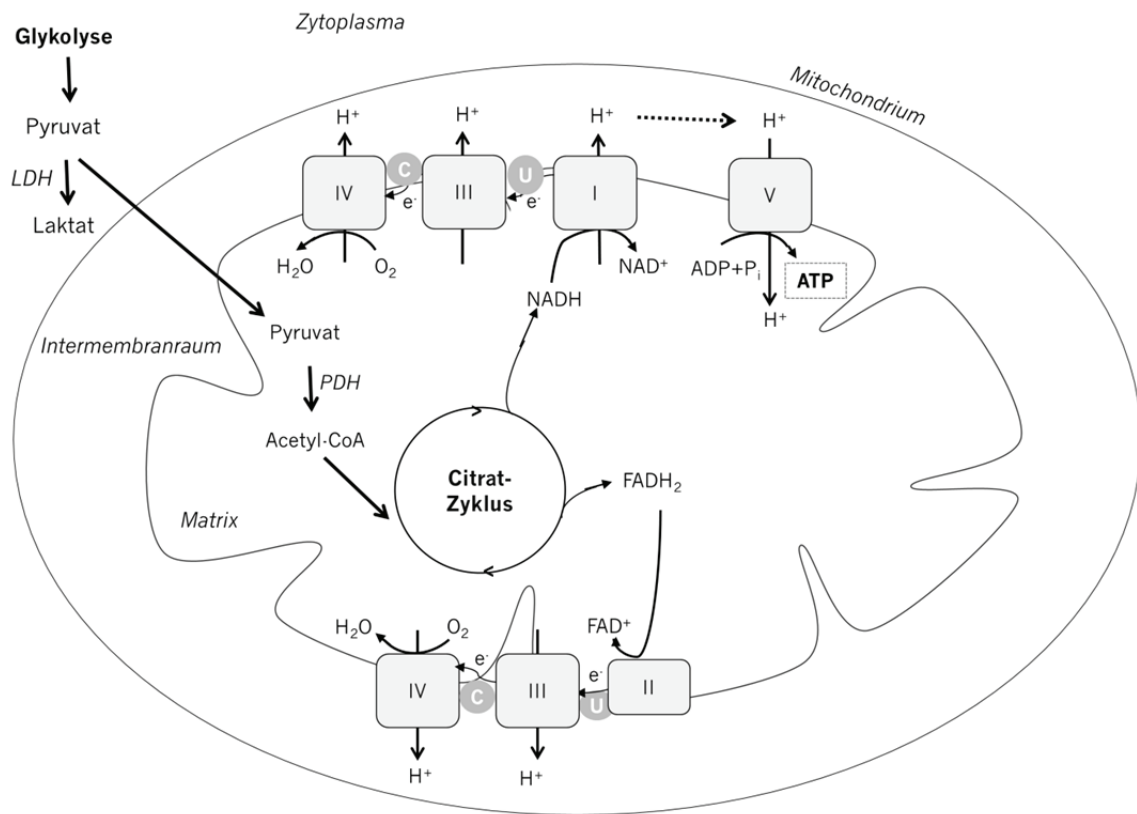 Zytoplasma
Glykolyse
Mitochondrium
Pyruvat
LDH
Laktat
H⁺
H⁺
H⁺
H⁺
IV
C
III
U
I
V
e⁻
e⁻
H₂O
O₂
NAD⁺
ADP+Pᵢ
ATP
NADH
H⁺
Pyruvat
Intermembranraum
PDH
Acetyl-CoA
Citrat-
Zyklus
FADH₂
Matrix
H₂O
O₂
FAD⁺
e⁻
e⁻
IV
C
III
U
II
H⁺
H⁺